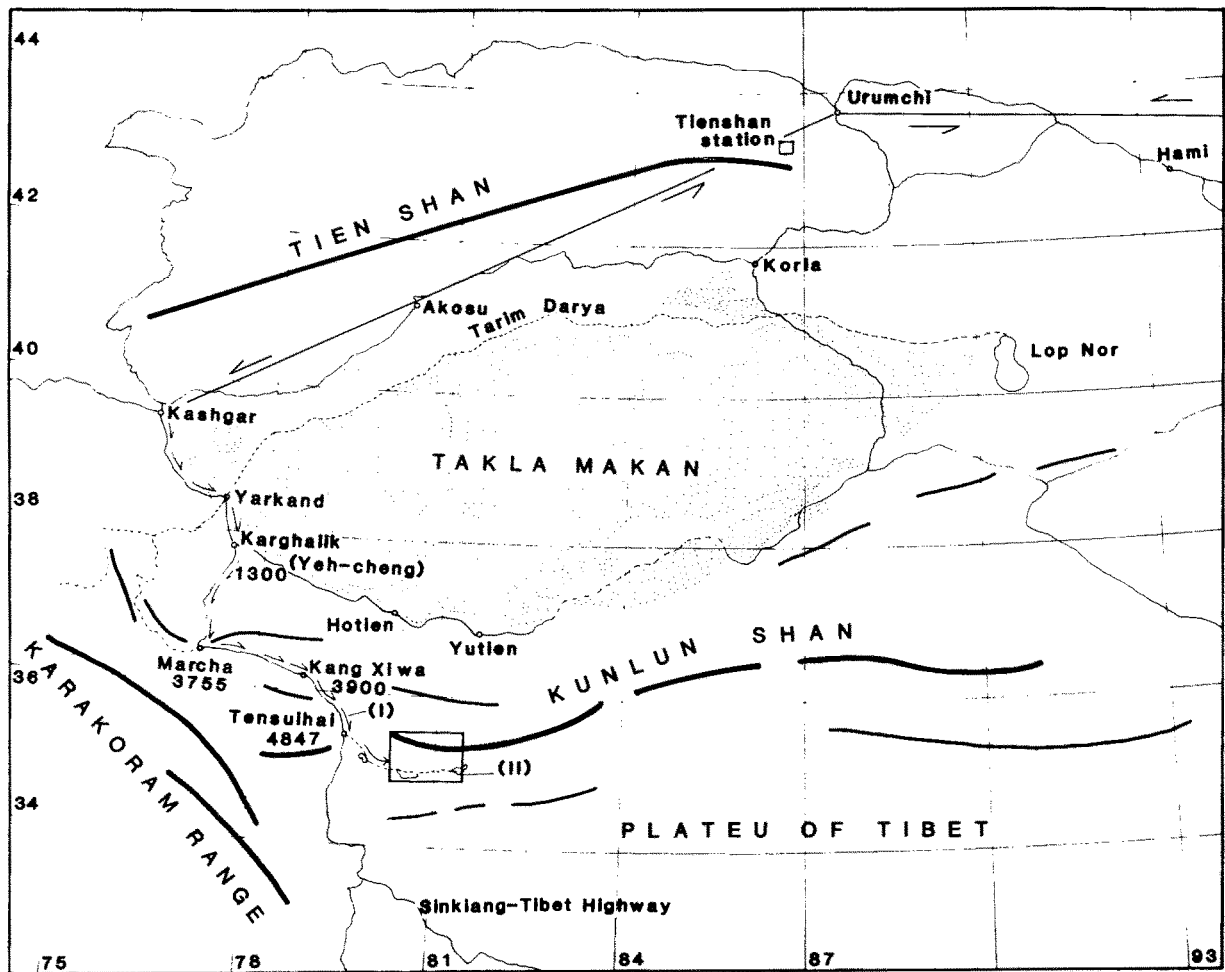 44
Urumchi
Tienshan
station
Hami
42
TIEN SHAN
Korla
Akosu
Tarim Darya
40
Lop Nor
Kashgar
TAKLA MAKAN
38
Yarkand
Karghalik
(Yeh-cheng)
1300
Hotien
Yutien
KUNLUN SHAN
Marcha
3755
Kang Xiwa
3900
36
KARAKORAM RANGE
Tensuihai
4847
(I)
(II)
34
PLATEU OF TIBET
Sinkiang-Tibet Highway
75
78
81
84
87
93